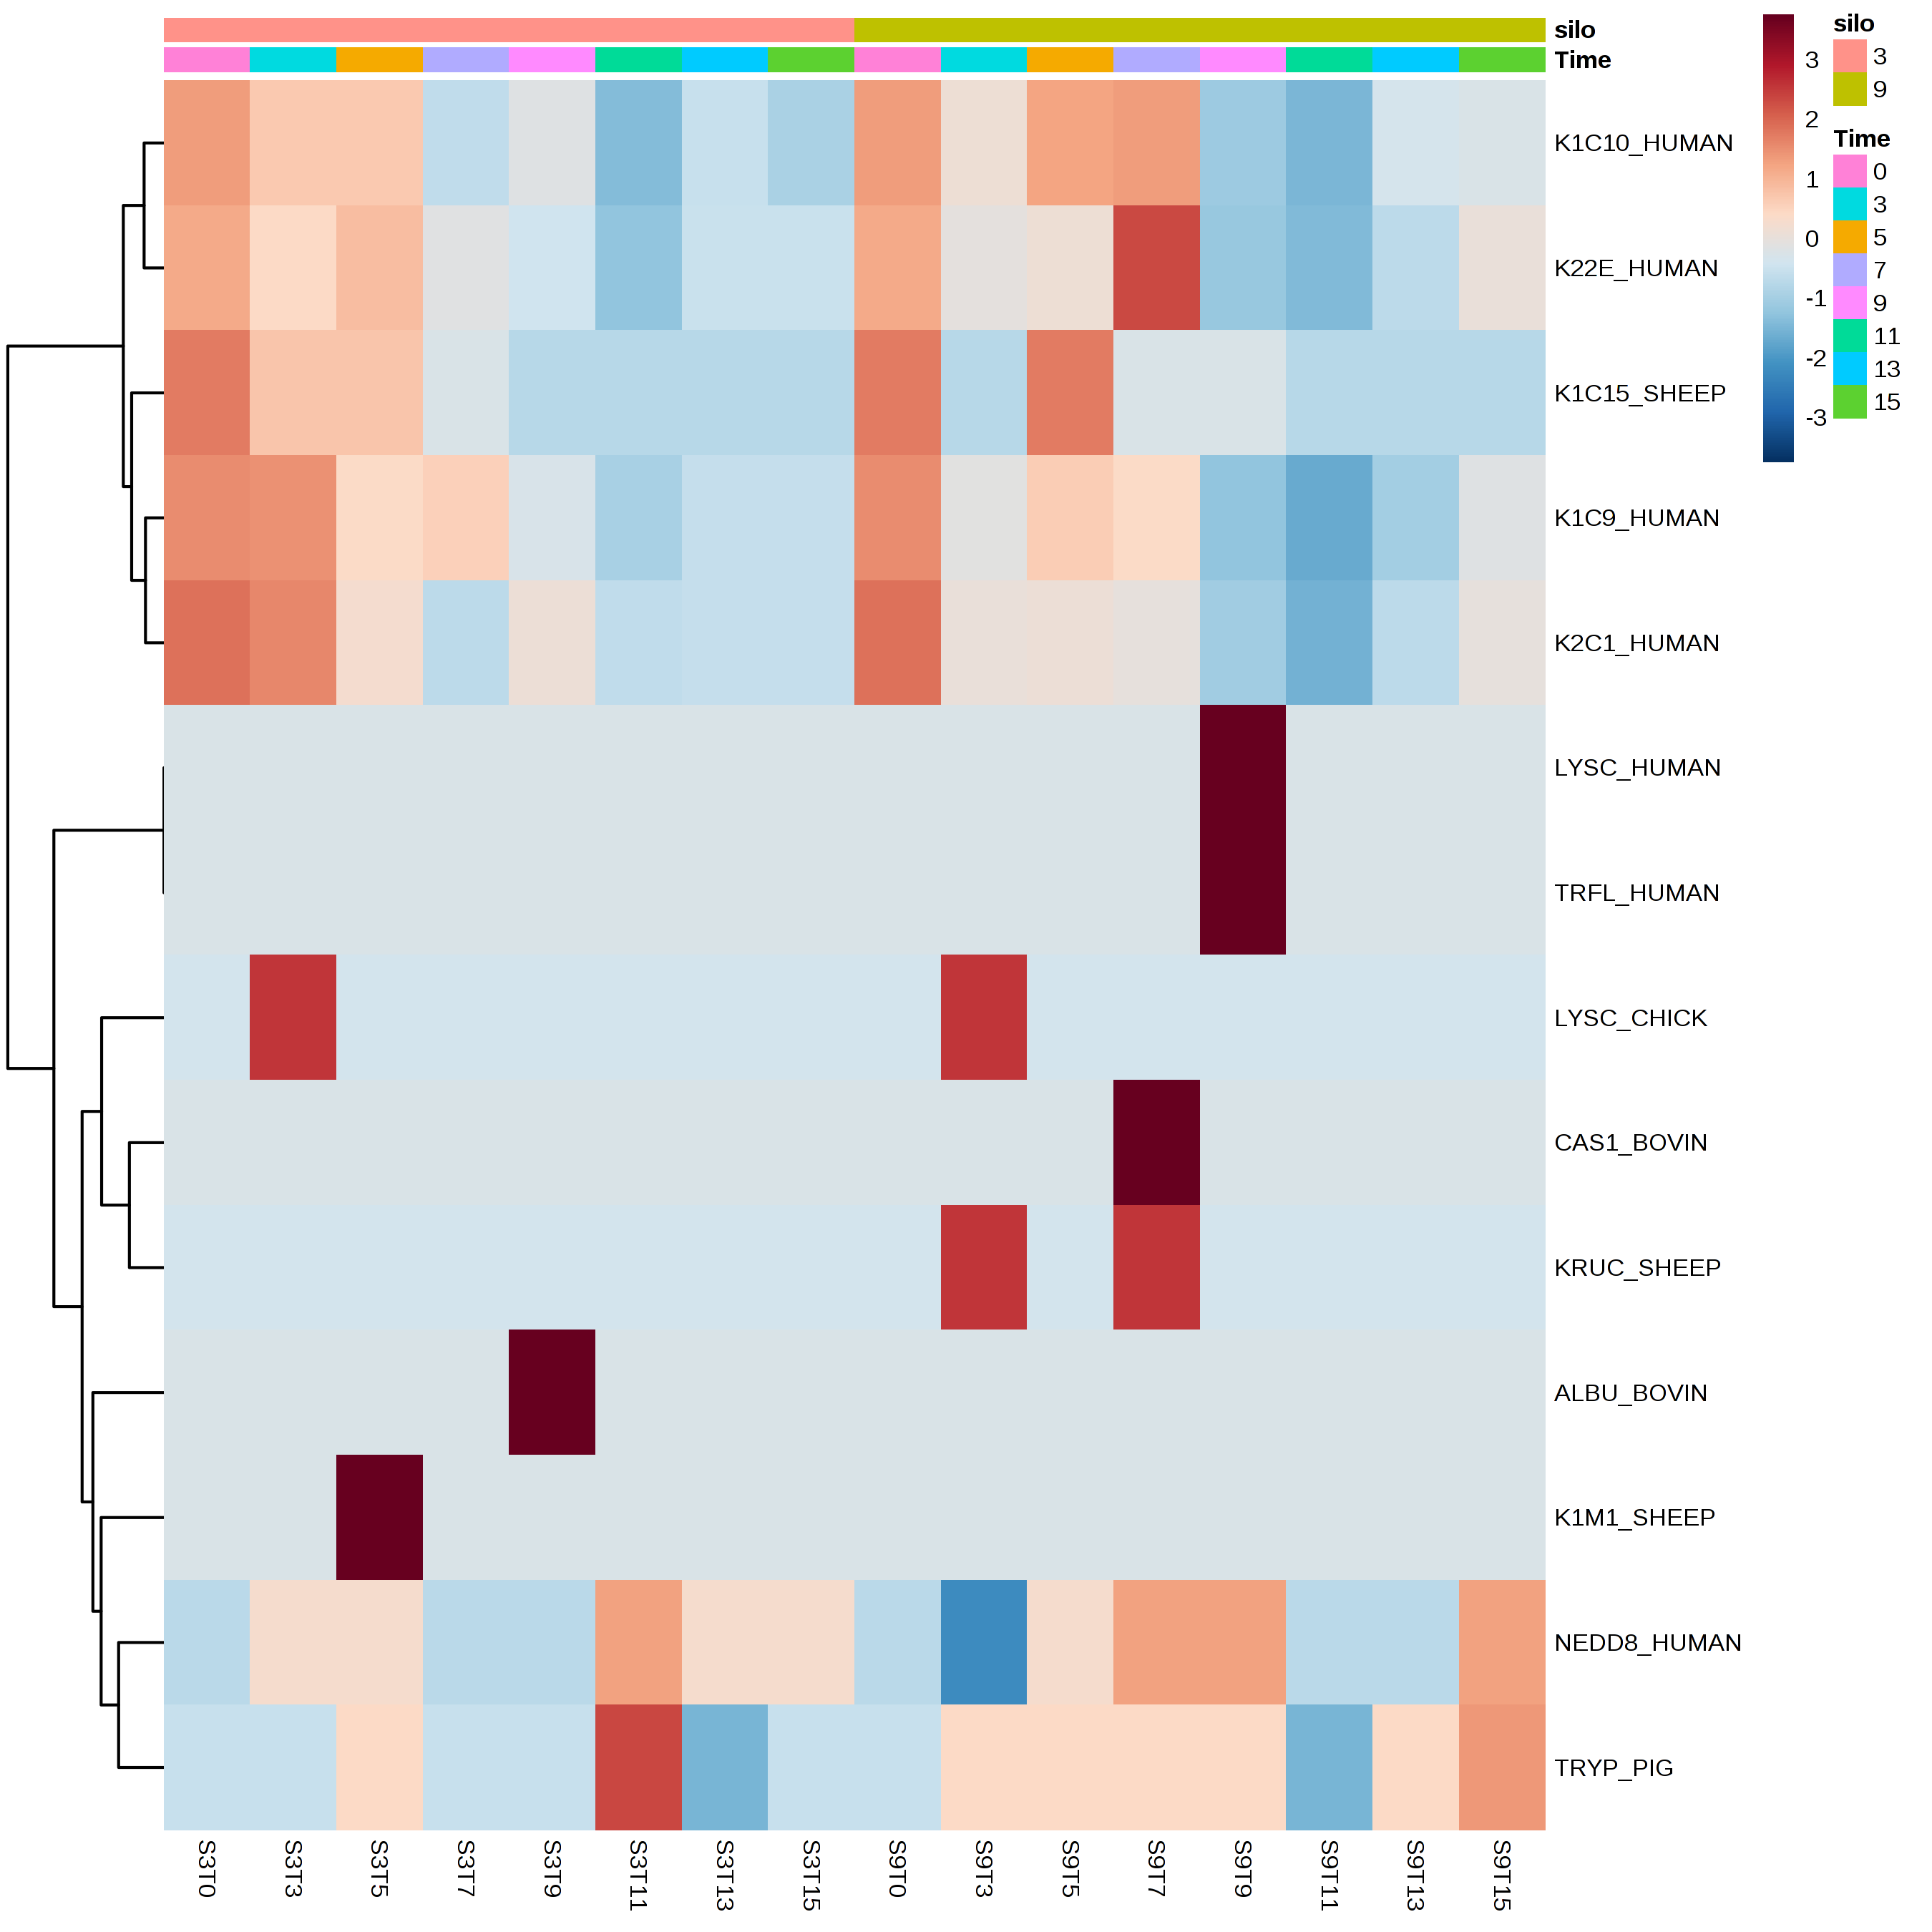 silo
Time
K1C10_HUMAN
K22E_HUMAN
K1C15_SHEEP
K1C9_HUMAN
K2C1_HUMAN
LYSC_HUMAN
TRFL_HUMAN
LYSC_CHICK
CAS1_BOVIN
KRUC_SHEEP
ALBU_BOVIN
K1M1_SHEEP
NEDD8_HUMAN
TRYP_PIG
S3T0 S3T3 S3T5 S3T7 S3T9 S3T11 S3T13 S3T15 S9T0 S9T3 S9T5 S9T7 S9T9 S9T11 S9T13 S9T15
3
2
1
0
-1
-2
-3
silo
3
9
Time
0
3
5
7
9
11
13
15